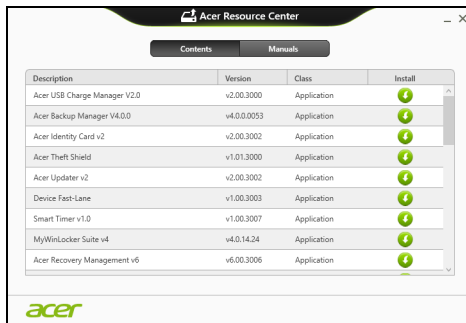 Acer Resource Center
Contents Manuals
Description Version Class Install
Acer USB Charge Manager V2.0 v2.00.3000 Application
Acer Backup Manager V4.0.0 v4.0.0.0053 Application
Acer Identity Card v2 v2.00.3002 Application
Acer Theft Shield v1.01.3000 Application
Acer Updater v2 v2.00.3002 Application
Device Fast-Lane v1.00.3003 Application
Smart Timer v1.0 v1.00.3007 Application
MyWinLocker Suite v4 v4.0.14.24 Application
Acer Recovery Management v6 v6.00.3006 Application
acer